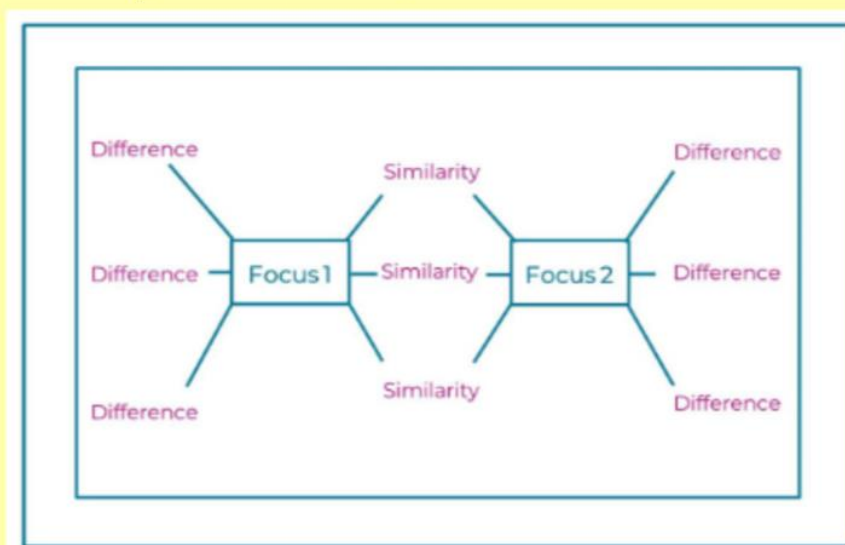 Difference
Similarity
Difference
Difference
Focus 1
Similarity
Focus 2
Difference
Difference
Similarity
Difference